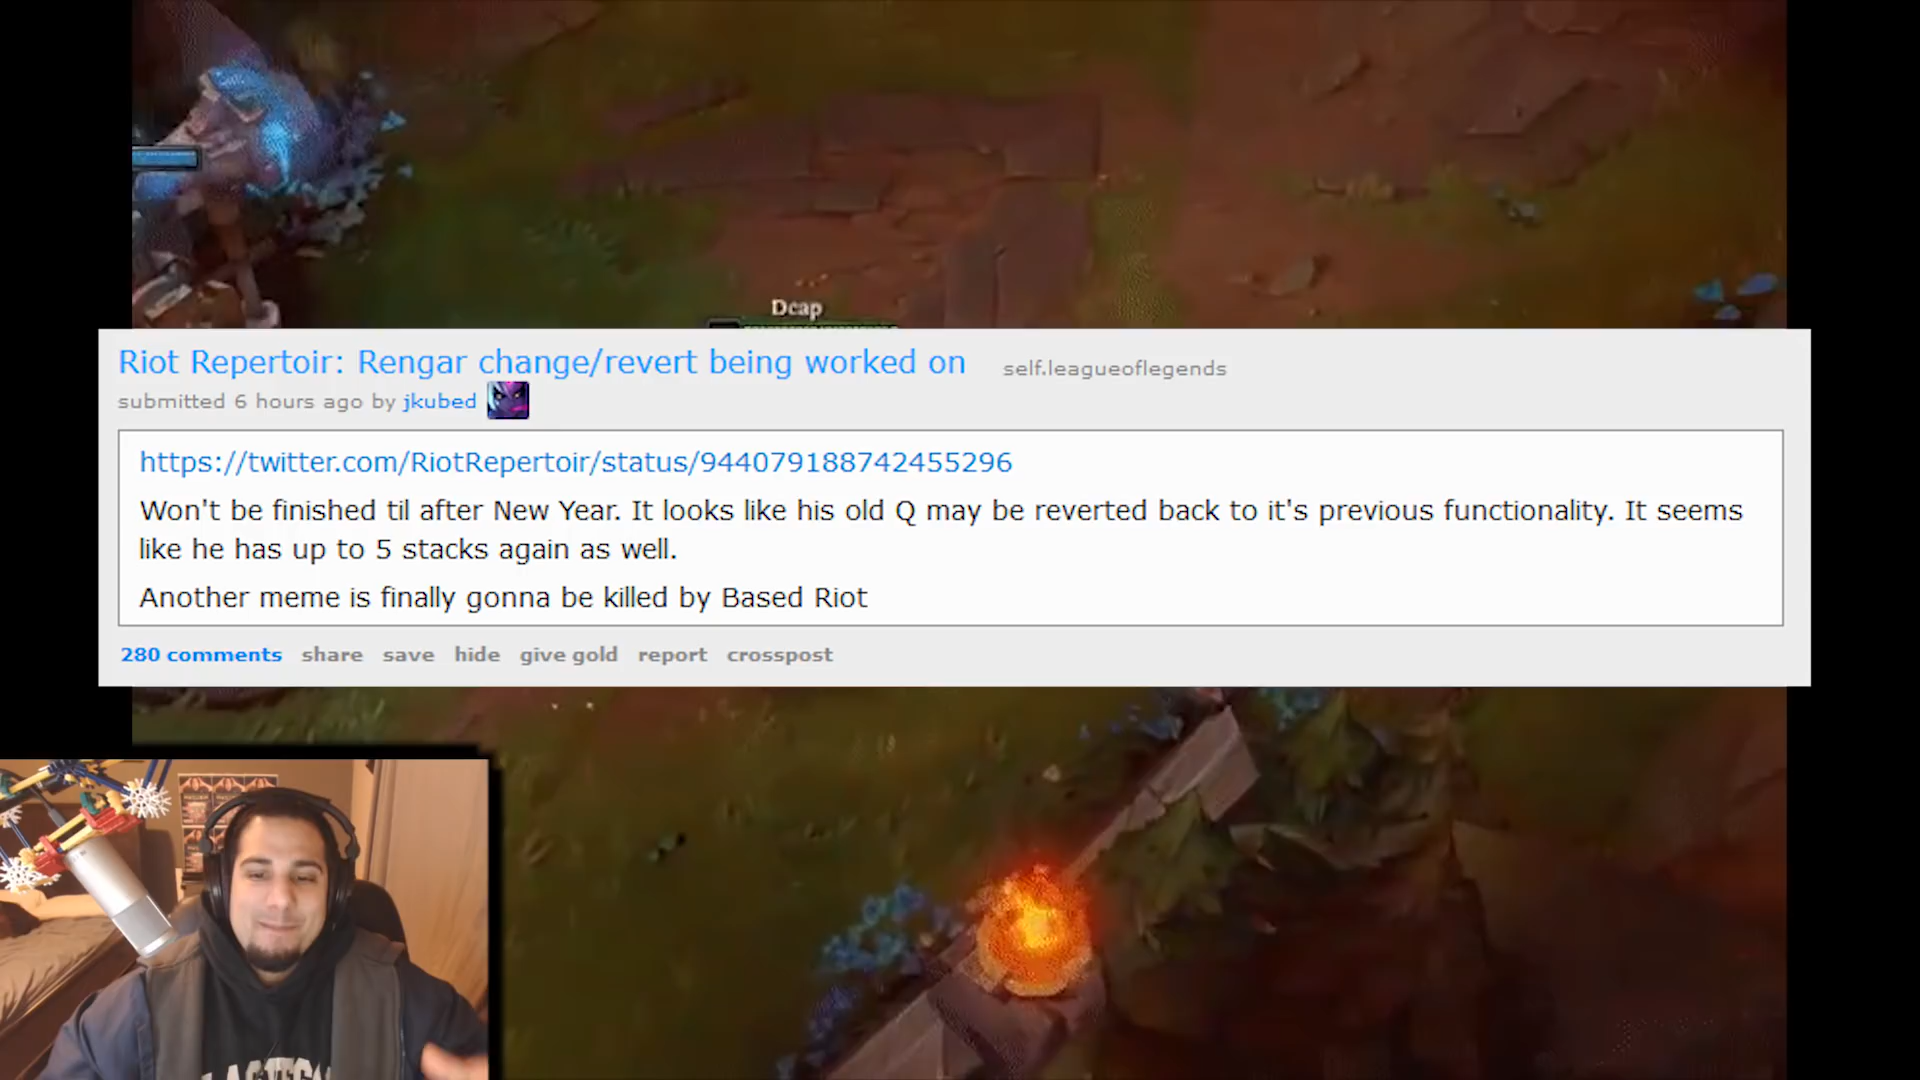 Dcap
Riot Repertoir: Rengar change/revert being worked on self.leagueoflegends
submitted 6 hours ago by jkubed
https://twitter.com/RiotRepertoir/status/944079188742455296
Won't be finished til after New Year. It looks like his old Q may be reverted back to it's previous functionality. It seems
like he has up to 5 stacks again as well.
Another meme is finally gonna be killed by Based Riot
280 comments share save hide give gold report crosspost